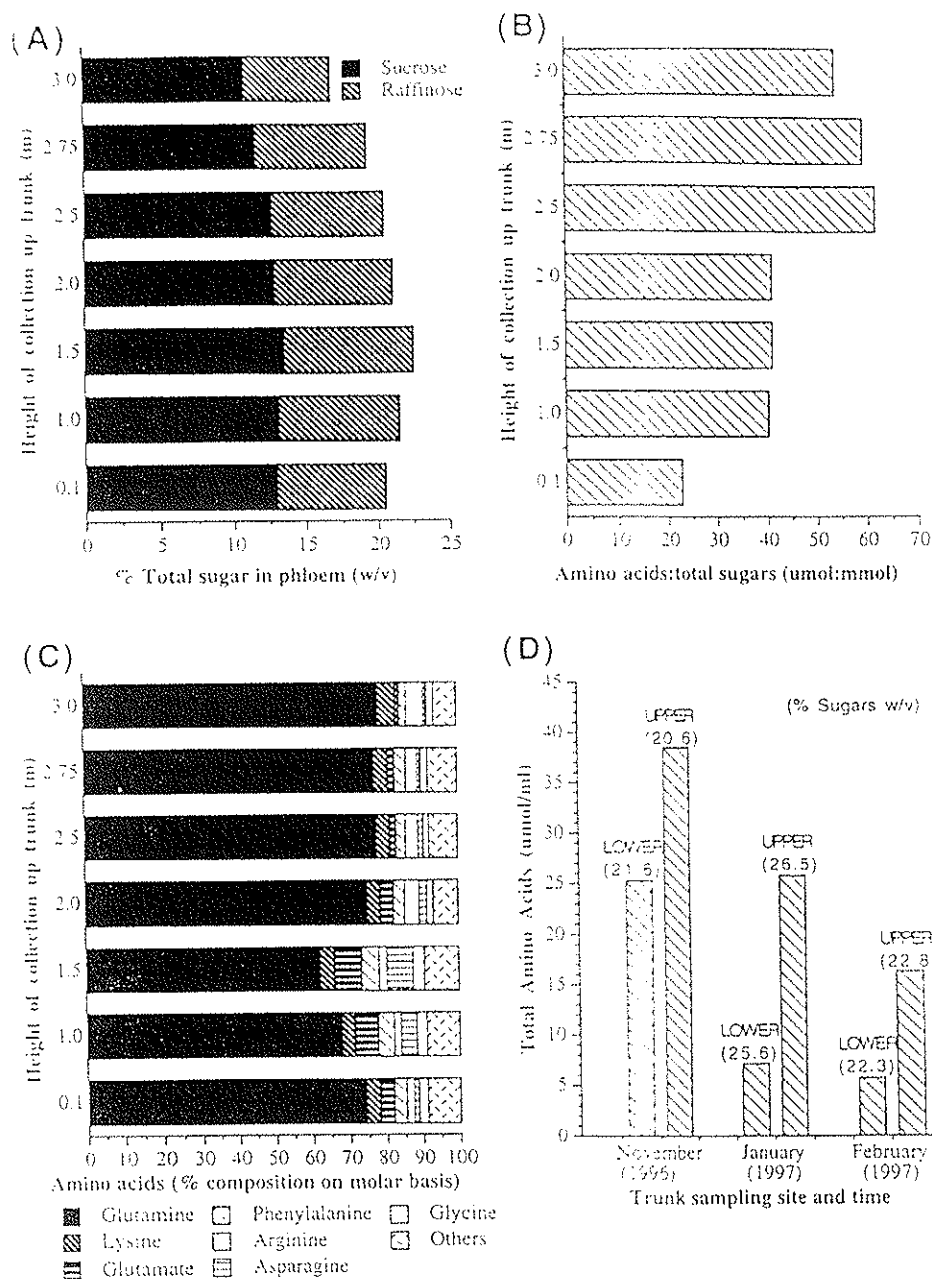 (A)
Sucrose
Raffinose
Height of collection up trunk (m)
3.0
2.75
2.5
2.0
1.5
1.0
0.1
0 5 10 15 20 25
% Total sugar in phloem (w/v)
(B)
Height of collection up trunk (m)
3.0
2.75
2.5
2.0
1.5
1.0
0.1
0 10 20 30 40 50 60 70
Amino acids:total sugars (umol:mmol)
(C)
Height of collection up trunk (m)
3.0
2.75
2.5
2.0
1.5
1.0
0.1
0 10 20 30 40 50 60 70 80 90 100
Amino acids (% composition on molar basis)
Glutamine Phenylalanine Glycine
Lysine Arginine Others
Glutamate Asparagine
(D)
Total Amino Acids (umol/ml)
45
40
35
30
25
20
15
10
5
0
(% Sugars w/v)
UPPER
(20.6)
LOWER
(21.6)
UPPER
(26.5)
UPPER
(22.8
LOWER
(25.6)
LOWER
(22.3)
November January February
(1996) (1997) (1997)
Trunk sampling site and time